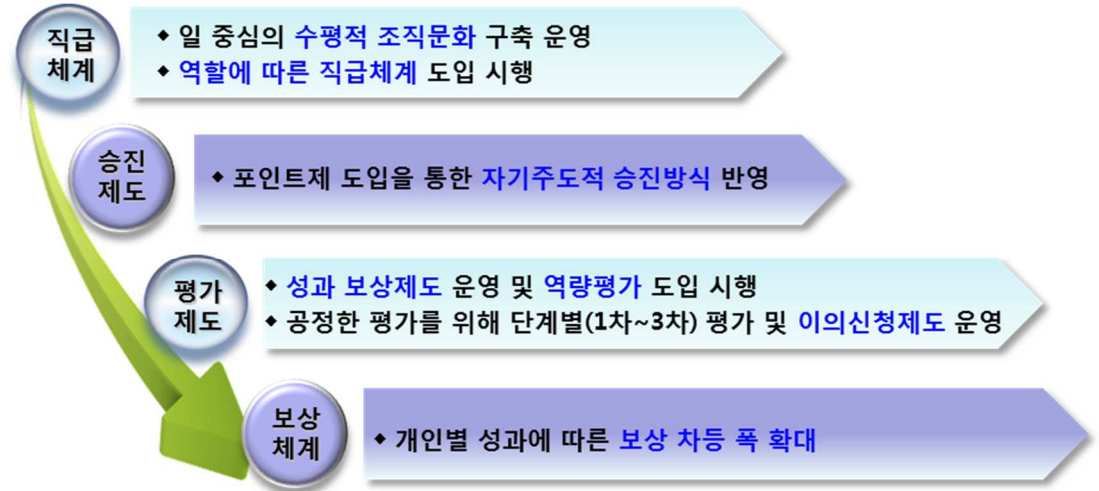 직급
체계
◆ 일 중심의 수평적 조직문화 구축 운영
◆ 역할에 따른 직급체계 도입 시행
승진
제도
◆ 포인트제 도입을 통한 자기주도적 승진방식 반영
평가
제도
◆ 성과 보상제도 운영 및 역량평가 도입 시행
◆ 공정한 평가를 위해 단계별(1차~3차) 평가 및 이의신청제도 운영
보상
체계
◆ 개인별 성과에 따른 보상 차등 폭 확대